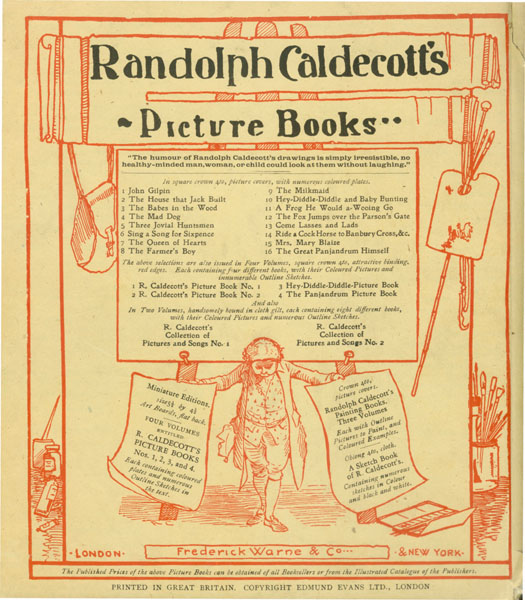 Randolph Caldecott's
~ Picture Books..
"The humour of Randolph Caldecott's drawings is simply irresistible, no
healthy-minded man, woman, or child could look at them without laughing."
In square crown 4to, picture covers, with numerous coloured plates.
1 John Gilpin
2 The House that Jack Built
3 The Babes in the Wood
4 The Mad Dog
5 Three Jovial Huntsmen
6 Sing a Song for Sixpence
7 The Queen of Hearts
8 The Farmer's Boy
9 The Milkmaid
10 Hey-Diddle-Diddle and Baby Bunting
11 A Frog He Would a-Wooing Go
12 The Fox Jumps over the Parson's Gate
13 Come Lasses and Lads
14 Ride a Cock Horse to Banbury Cross, &c.
15 Mrs. Mary Blaize
16 The Great Panjandrum Himself
The above selections are also issued in Four Volumes, square crown 4to, attractive binding,
red edges. Each containing four different books, with their Coloured Pictures and
innumerable Outline Sketches.
1 R. Caldecott's Picture Book No. 1
2 R. Caldecott's Picture Book No. 2
3 Hey-Diddle-Diddle-Picture Book
4 The Panjandrum Picture Book
And also
In Two Volumes, handsomely bound in cloth gilt, each containing eight different books,
with their Coloured Pictures and numerous Outline Sketches.
R. Caldecott's
Collection of
Pictures and Songs No. 1
R. Caldecott's
Collection of
Pictures and Songs No. 2
Miniature Editions,
Art Boards, flat back.
FOUR VOLUMES
ENTITLED
R. CALDECOTT'S
PICTURE BOOKS
Nos. 1, 2, 3, and 4.
Each containing coloured
plates and numerous
Outline Sketches in
the text.
Crown 4to,
picture covers.
Randolph Caldecott's
Painting Books.
Three Volumes
Each with Outline
Pictures to Paint, and
Coloured Examples.
Oblong 4to, cloth.
A Sketch Book
of R. Caldecott's.
Containing numerous
sketches in Colour
and black and white.
·LONDON· Frederick Warne & Co... ·& NEW YORK·
The Published Prices of the above Picture Books can be obtained of all Booksellers or from the Illustrated Catalogue of the Publishers.
PRINTED IN GREAT BRITAIN. COPYRIGHT EDMUND EVANS LTD., LONDON